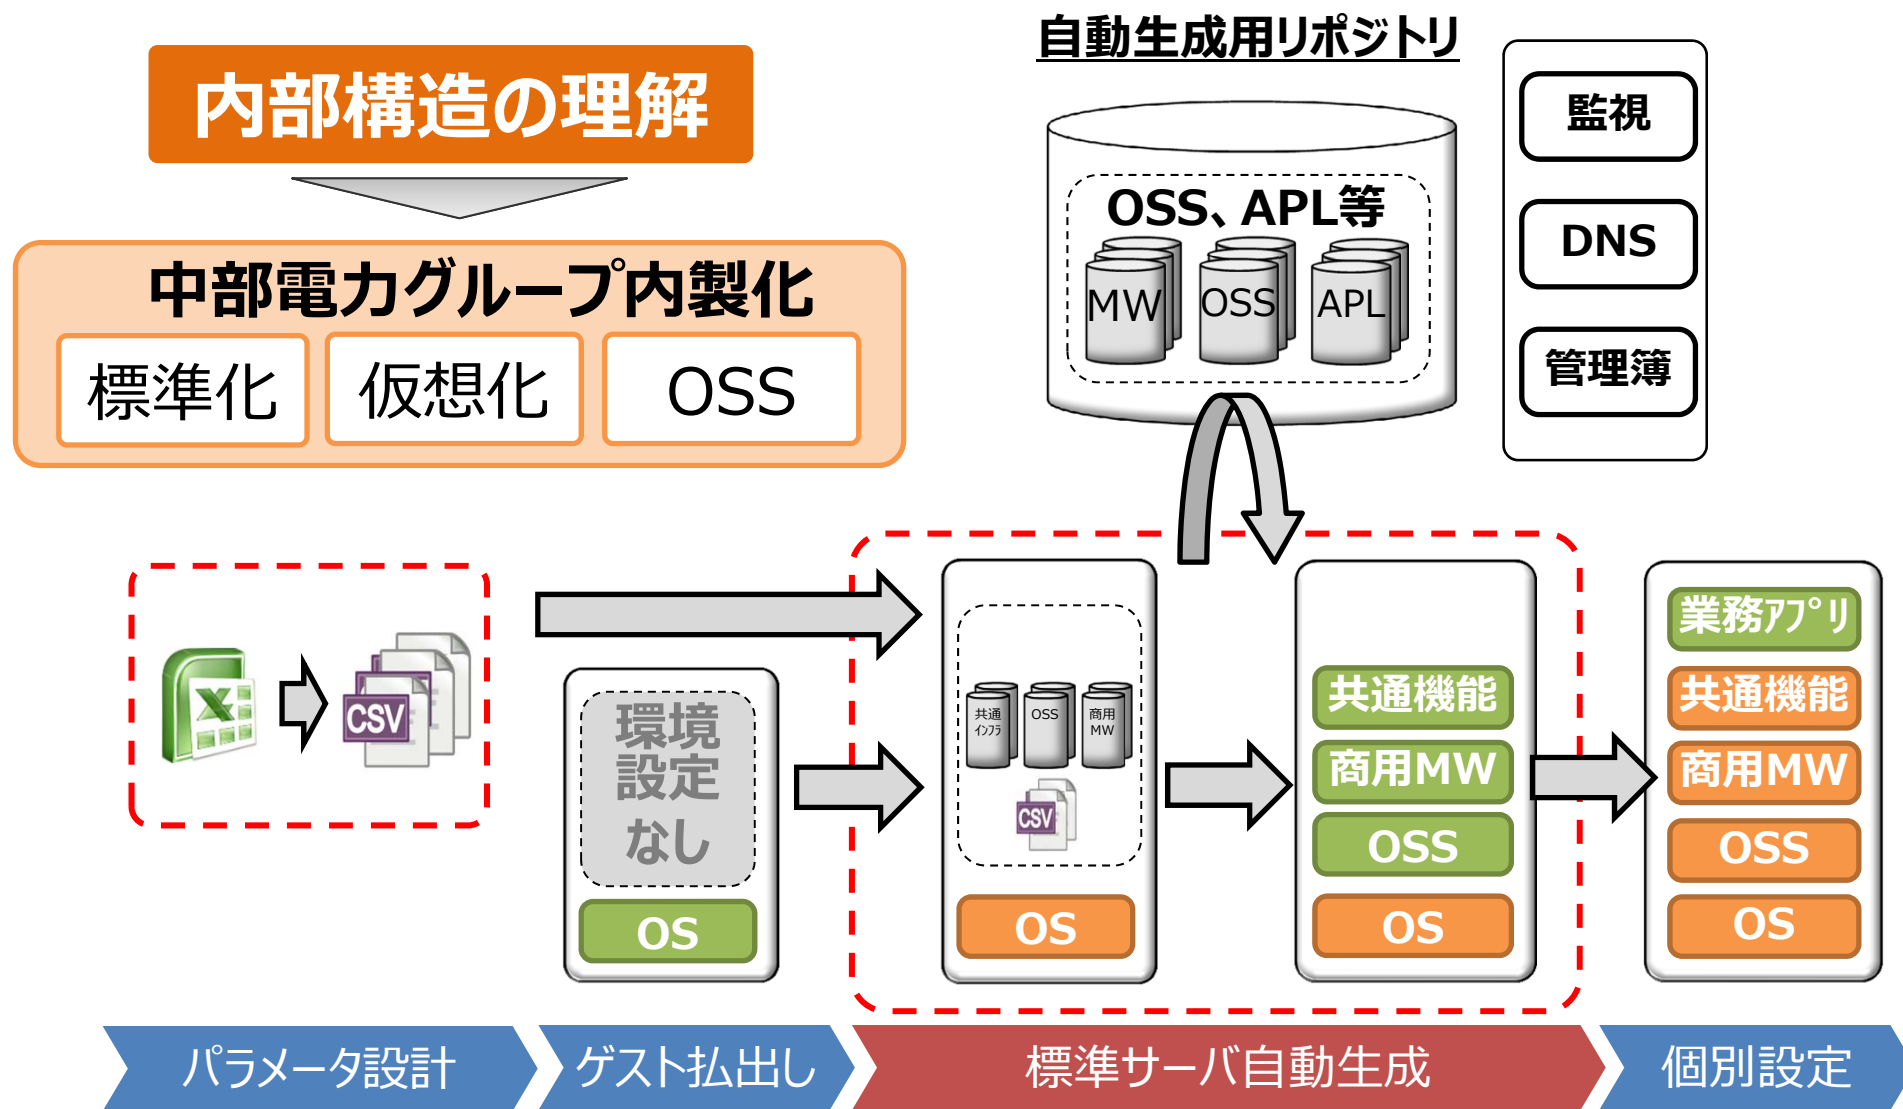 自動生成用リポジトリ
内部構造の理解
監視
OSS、APL等
DNS
MW
OSS
APL
管理簿
中部電力グループ内製化
標準化
仮想化
OSS
CSV
環境
設定
なし
OS
共通
インフラ
OSS
商用
MW
CSV
OS
共通機能
商用MW
OSS
OS
業務アプリ
共通機能
商用MW
OSS
OS
パラメータ設計
ゲスト払出し
標準サーバ自動生成
個別設定